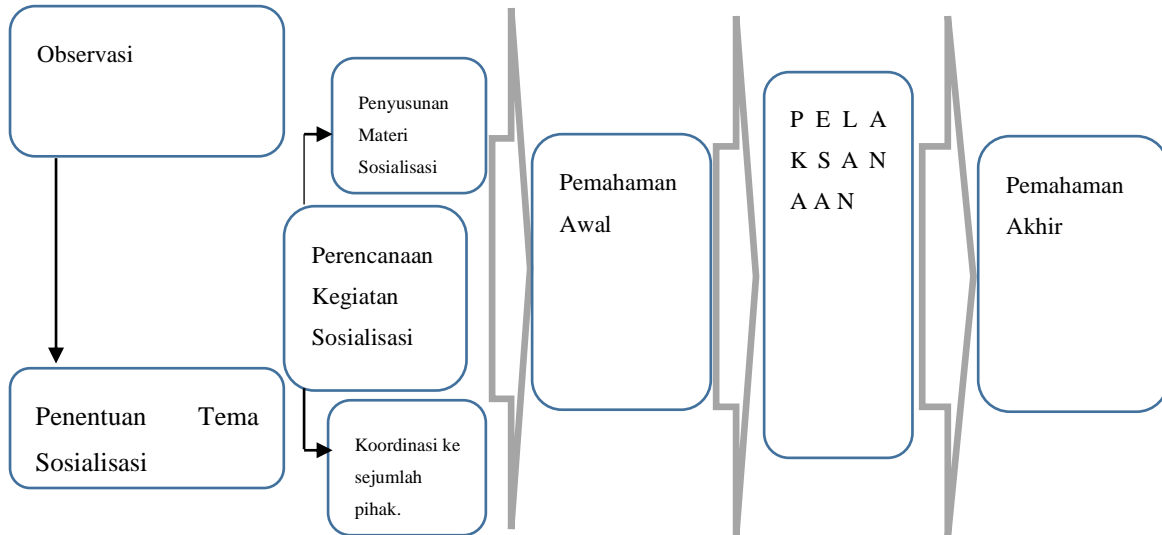 Observasi
Penentuan Tema
Sosialisasi
Penyusunan
Materi
Sosialisasi
Perencanaan
Kegiatan
Sosialisasi
Koordinasi ke
sejumlah
pihak.
Pemahaman
Awal
P E L A
K S A N
A A N
Pemahaman
Akhir